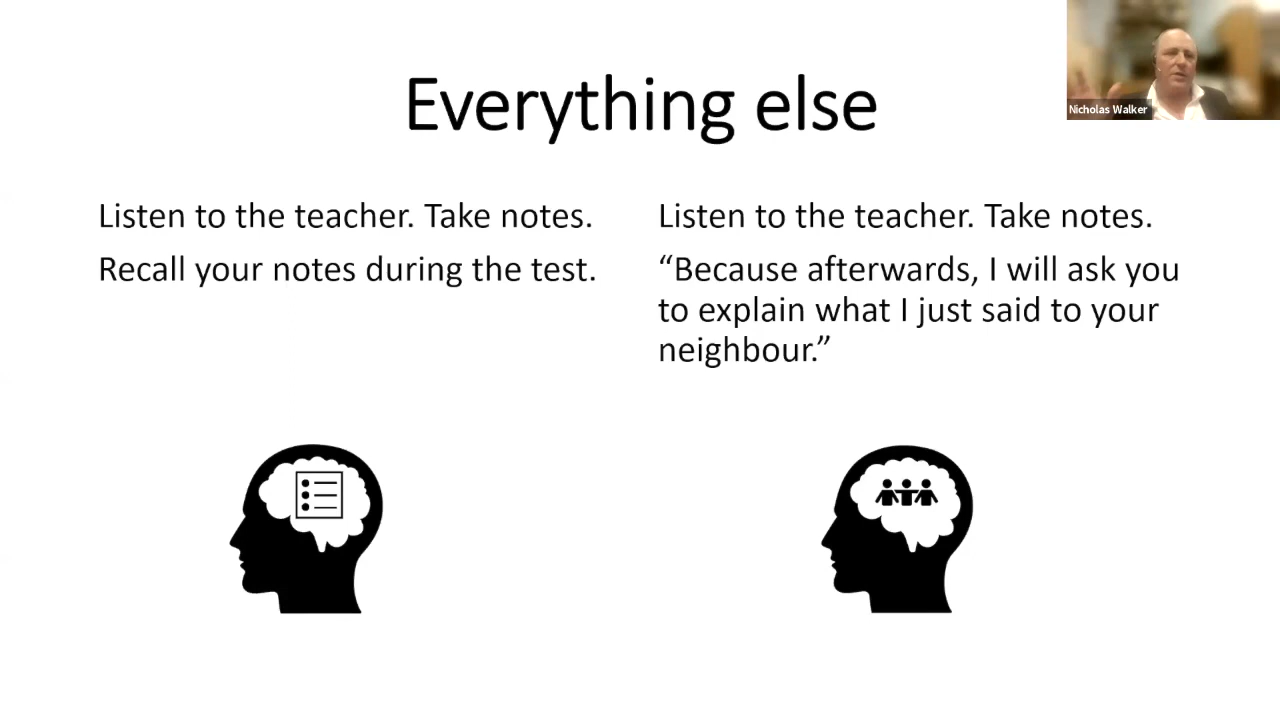 Nicholas Walker
Everything else
Listen to the teacher. Take notes.
Recall your notes during the test.
Listen to the teacher. Take notes.
“Because afterwards, I will ask you
to explain what I just said to your
neighbour.”